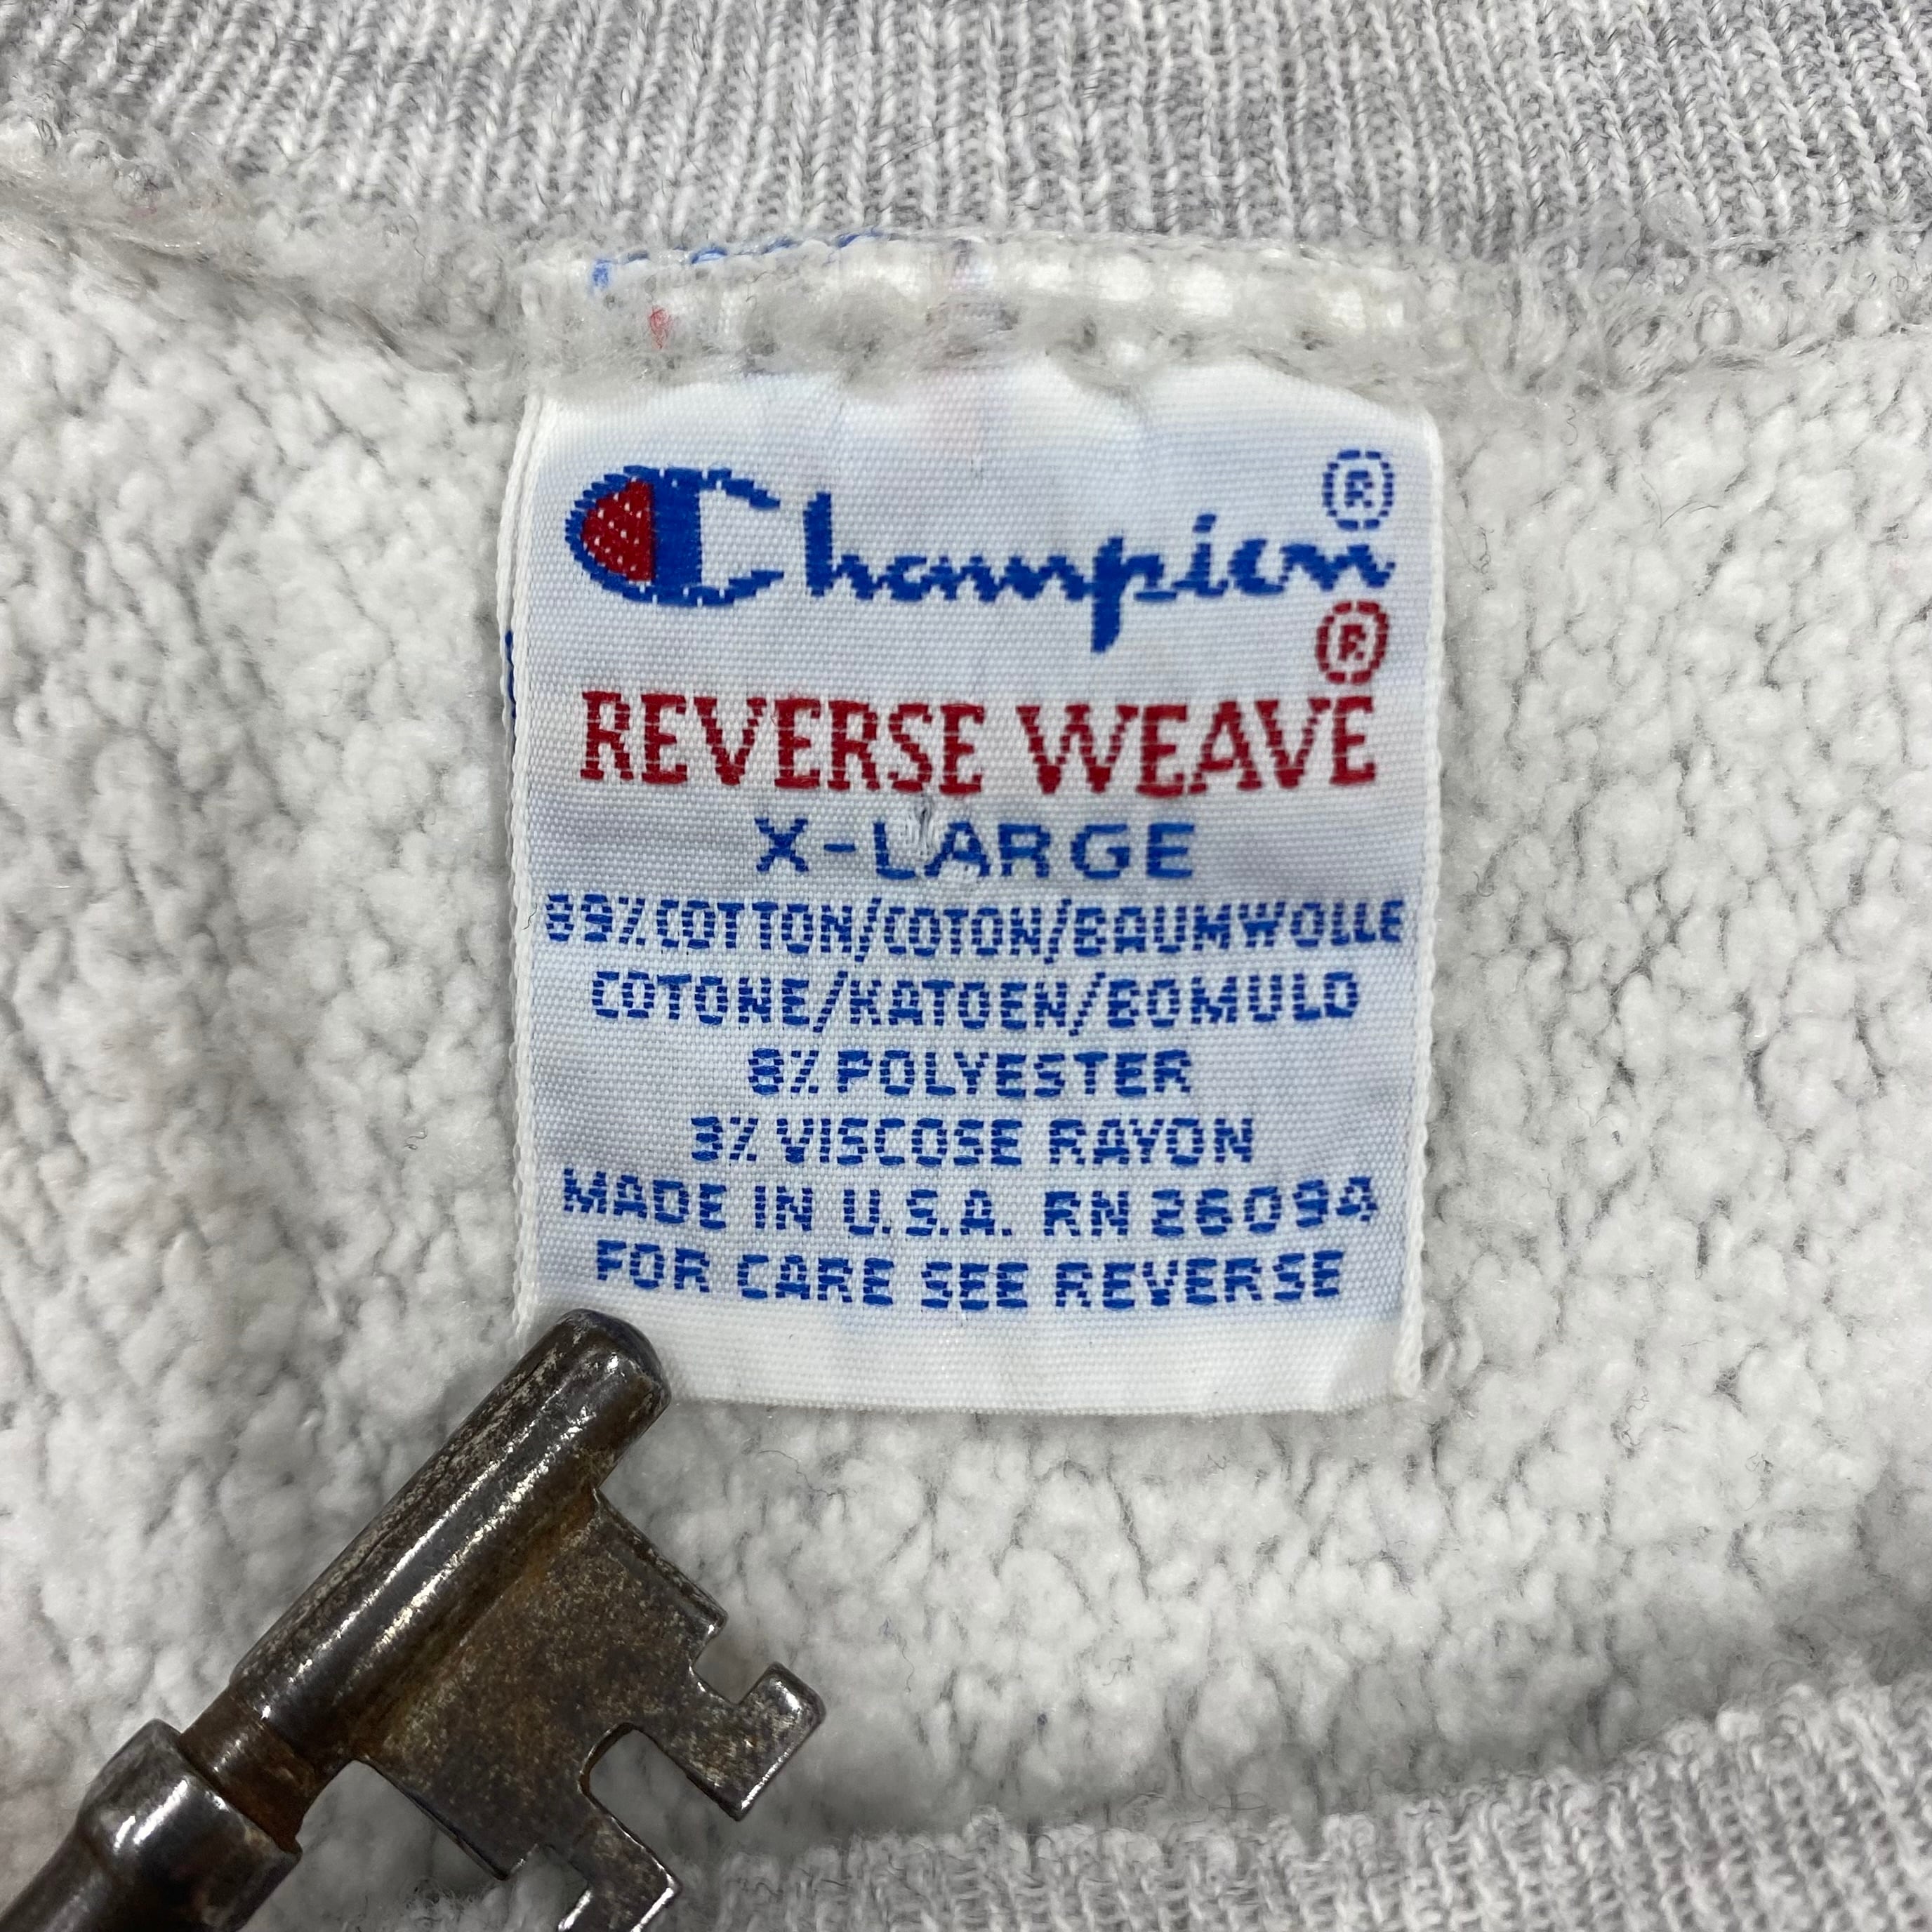 Champion ®
®
REVERSE WEAVE
X-LARGE
89% COTTON/COTON/BAUMWOLLE
COTONE/KATOEN/BOMULD
8% POLYESTER
3% VISCOSE RAYON
MADE IN U.S.A. RN 26094
FOR CARE SEE REVERSE